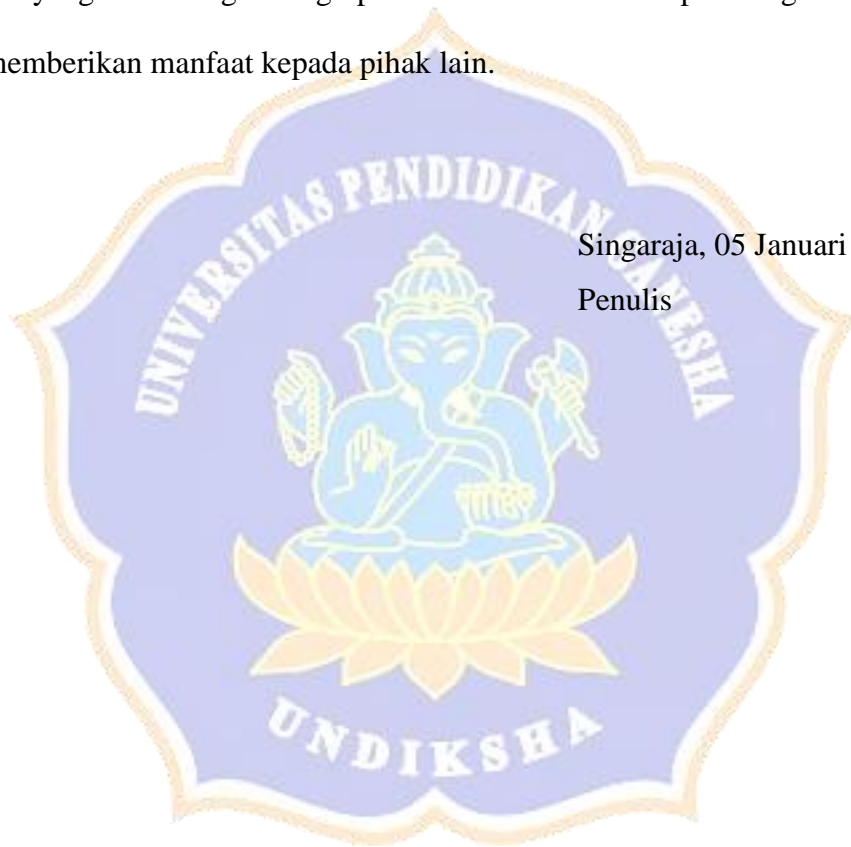 memberikan manfaat kepada pihak lain.
UNIVERSITAS PENDIDIKAN GANESHA
Singaraja, 05 Januari
Penulis
UNDIKSHA